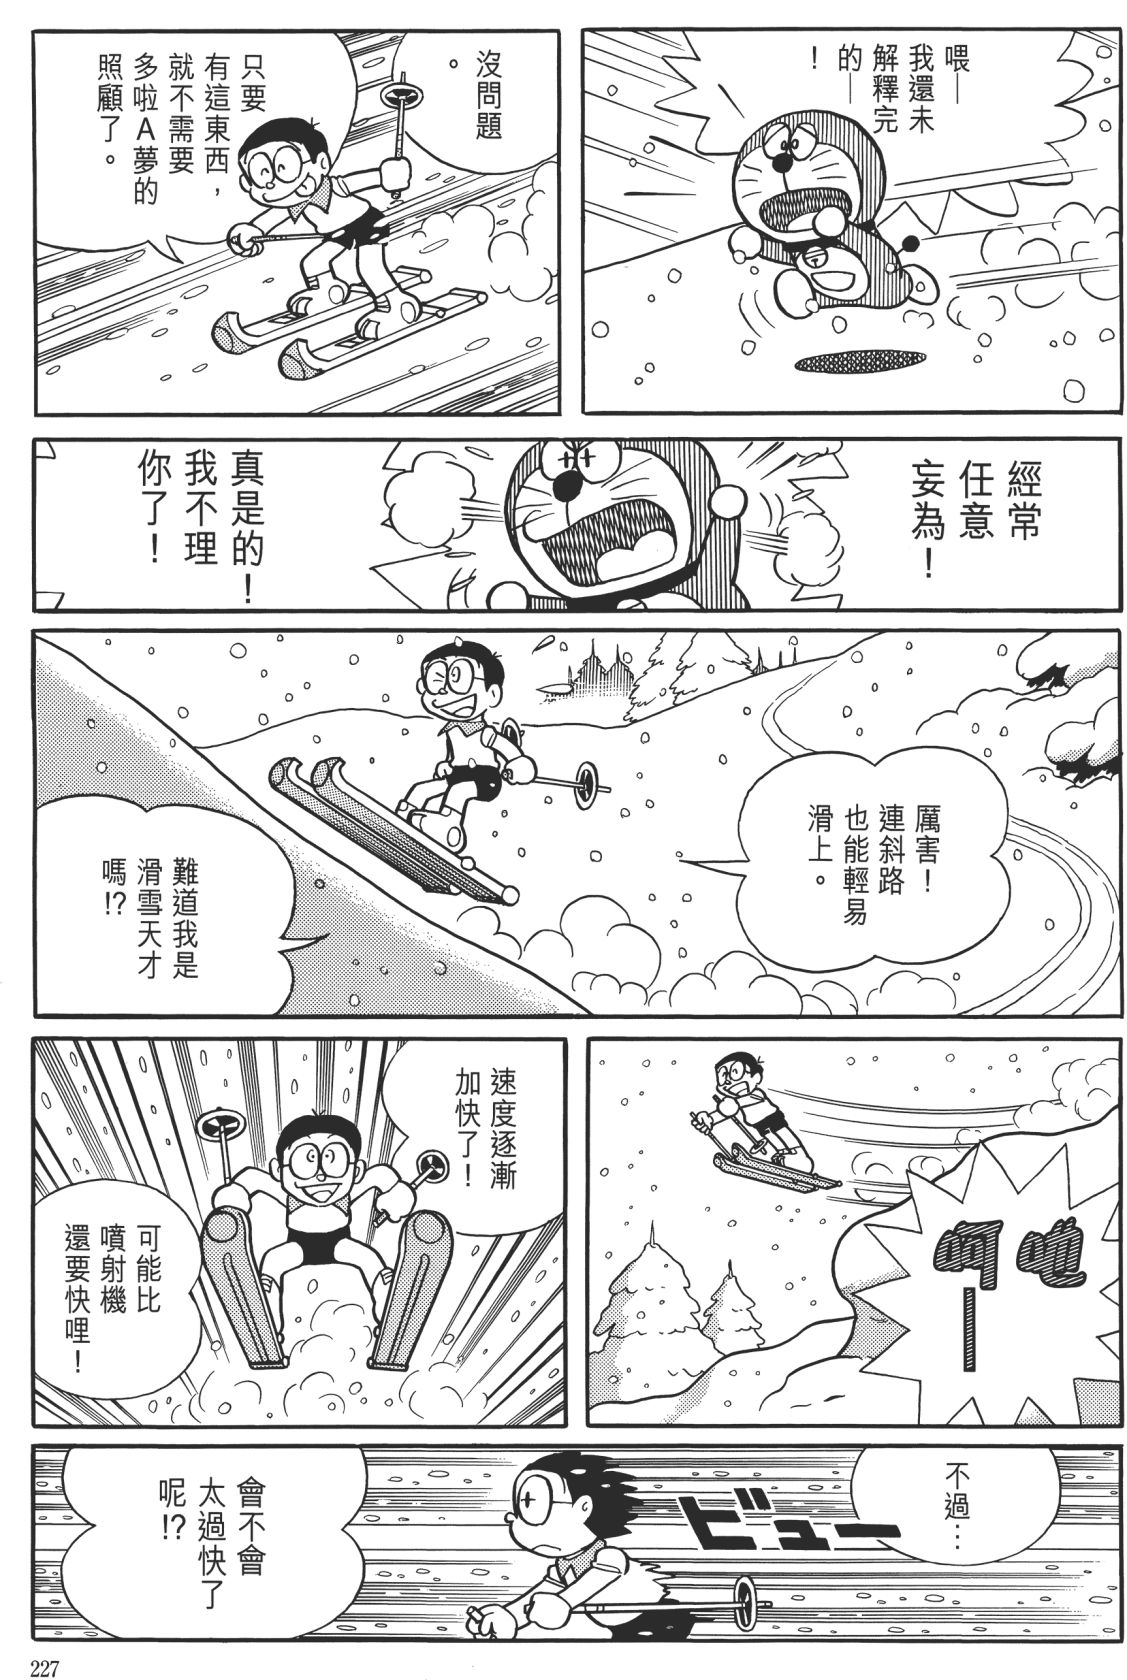 喂—
我還未
解釋完
的—
！
沒問題
。
只要
有這東西，
就不需要
多啦Ａ夢的
照顧了。
經常
任意
妄為！
真是的！
我不理
你了！
厲害！
連斜路
也能輕易
滑上。
難道我是
滑雪天才
嗎!?
吔
呵
—
速度逐漸
加快了！
可能比
噴射機
還要快哩！
不過…
ビュー
會不會
太過快了
呢!?
227